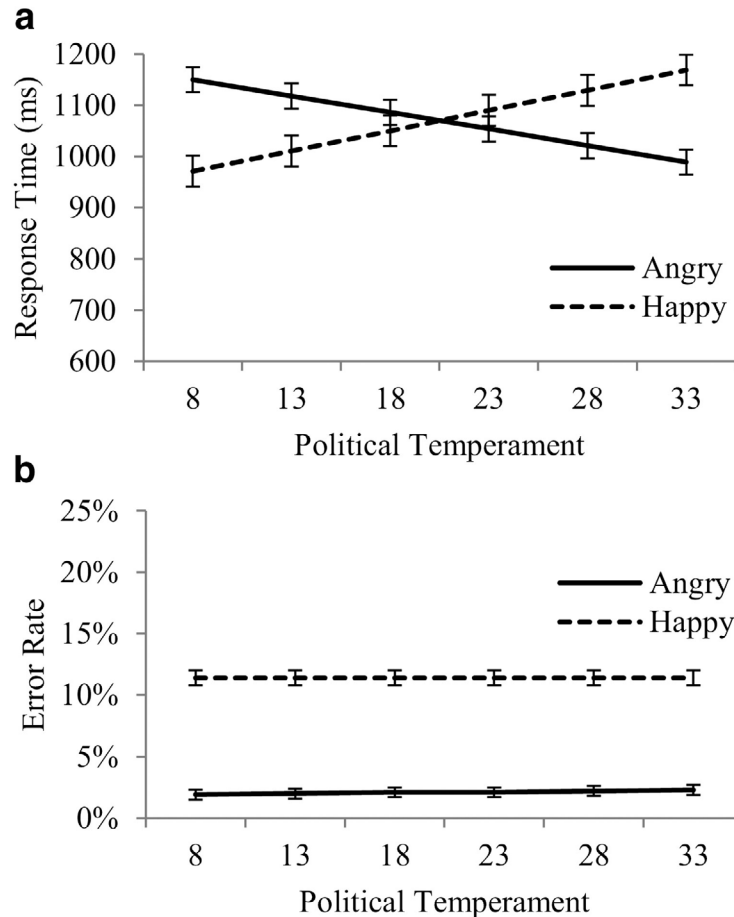 a
1200
1100
1000
900
800
700
600
Response Time (ms)
Angry
Happy
8 13 18 23 28 33
Political Temperament
b
25%
20%
15%
10%
5%
0%
Error Rate
Angry
Happy
8 13 18 23 28 33
Political Temperament